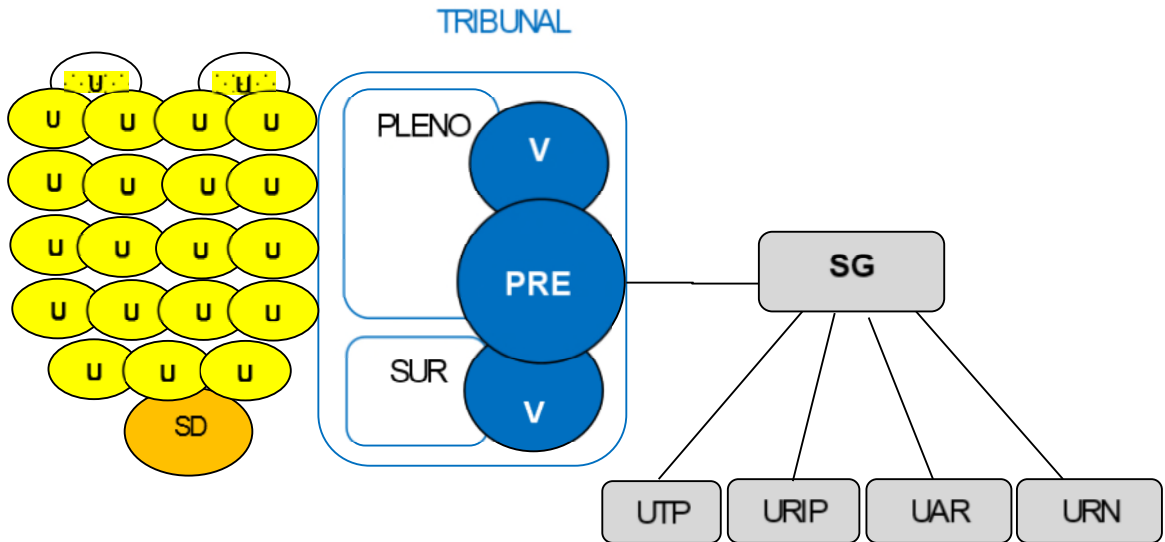 TRIBUNAL
U U
U U U U
PLENO
V
U U U U
U U U U
SG
PRE
U U U U
U U U
SUR
V
SD
UTP URIP UAR URN